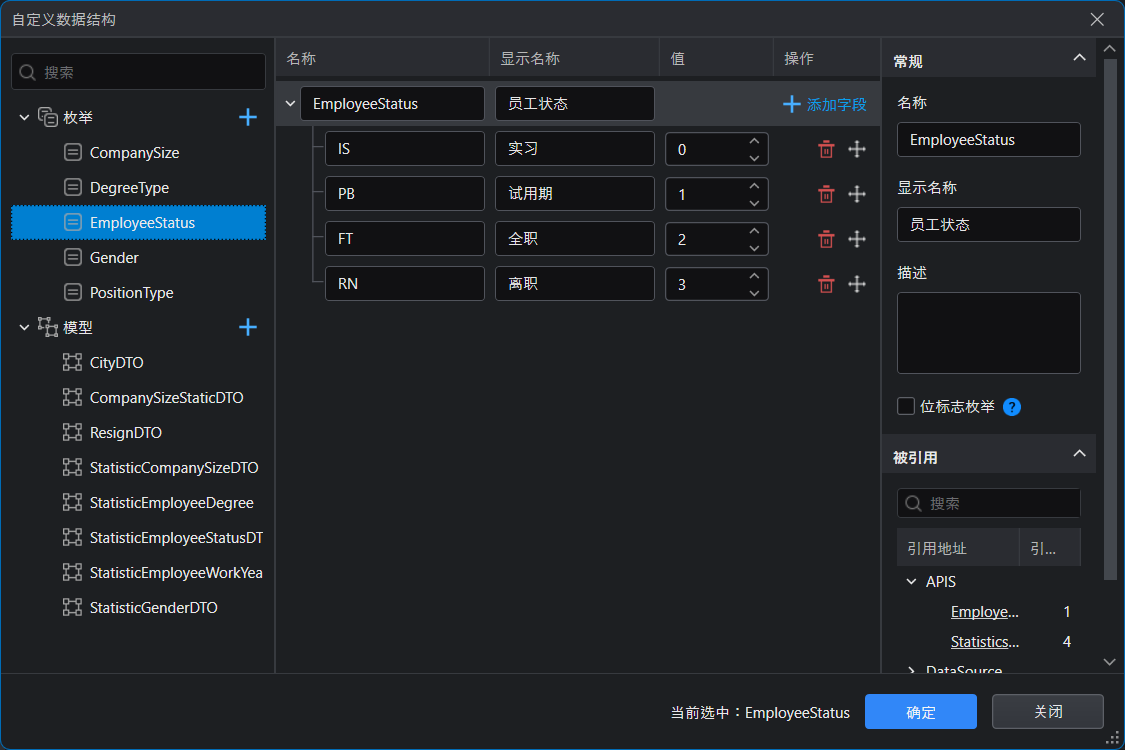 自定义数据结构
搜索
枚举
CompanySize
DegreeType
EmployeeStatus
Gender
PositionType
模型
CityDTO
CompanySizeStaticDTO
ResignDTO
StatisticCompanySizeDTO
StatisticEmployeeDegree
StatisticEmployeeStatusDT
StatisticEmployeeWorkYea
StatisticGenderDTO
名称 显示名称 值 操作
EmployeeStatus 员工状态 添加字段
IS 实习 0
PB 试用期 1
FT 全职 2
RN 离职 3
常规
名称
EmployeeStatus
显示名称
员工状态
描述
位标志枚举 ?
被引用
搜索
引用地址 引...
APIS
Employe... 1
Statistics... 4
DataSource
当前选中：EmployeeStatus 确定 关闭